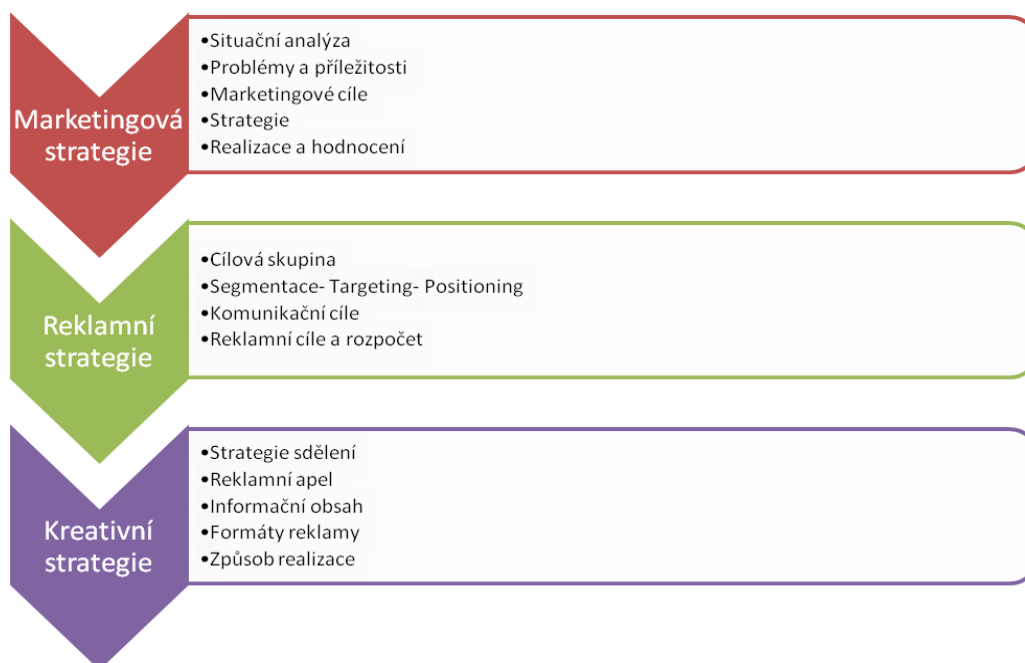 Marketingová
strategie
•Situační analýza
•Problémy a příležitosti
•Marketingové cíle
•Strategie
•Realizace a hodnocení
Reklamní
strategie
•Cílová skupina
•Segmentace- Targeting- Positioning
•Komunikační cíle
•Reklamní cíle a rozpočet
Kreativní
strategie
•Strategie sdělení
•Reklamní apel
•Informační obsah
•Formáty reklamy
•Způsob realizace